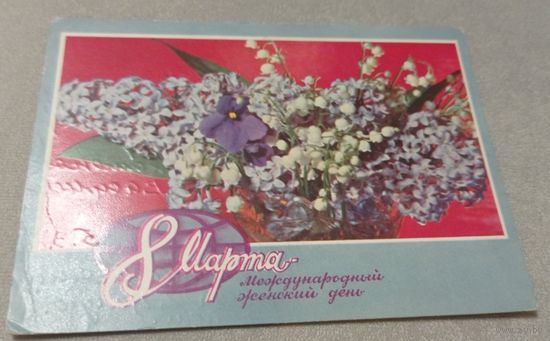 8 Марта-
Международный
женский день